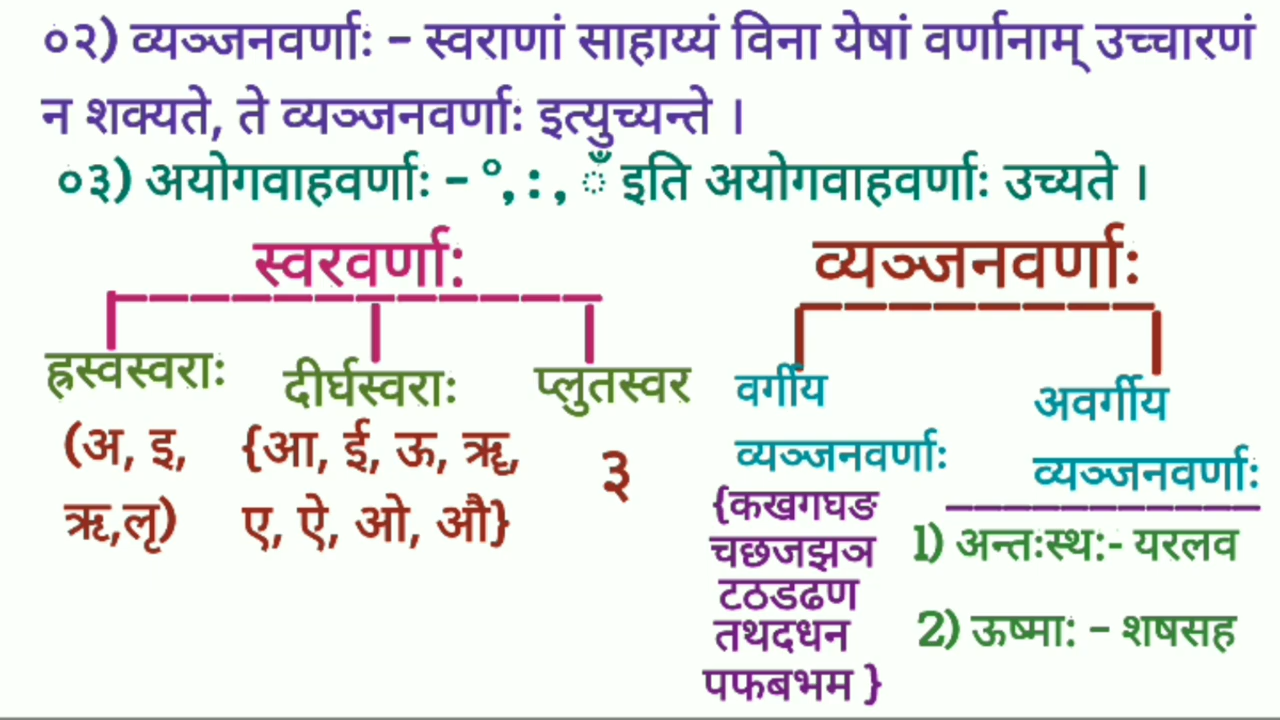 ०२) व्यञ्जनवर्णाः - स्वराणां साहाय्यं विना येषां वर्णानाम् उच्चारणं
न शक्यते, ते व्यञ्जनवर्णाः इत्युच्यन्ते ।
०३) अयोगवाहवर्णाः - °, : , ँ इति अयोगवाहवर्णाः उच्यते ।
स्वरवर्णा:
ह्रस्वस्वराः
(अ, इ,
ऋ,लृ)
दीर्घस्वराः
{आ, ई, ऊ, ॠ,
ए, ऐ, ओ, औ}
प्लुतस्वर
३
व्यञ्जनवर्णा:
वर्गीय
व्यञ्जनवर्णा:
{कखगघङ
चछजझञ
टठडढण
तथदधन
पफबभम }
अवर्गीय
व्यञ्जनवर्णा:
1) अन्तःस्थ:- यरलव
2) ऊष्मा: - शषसह